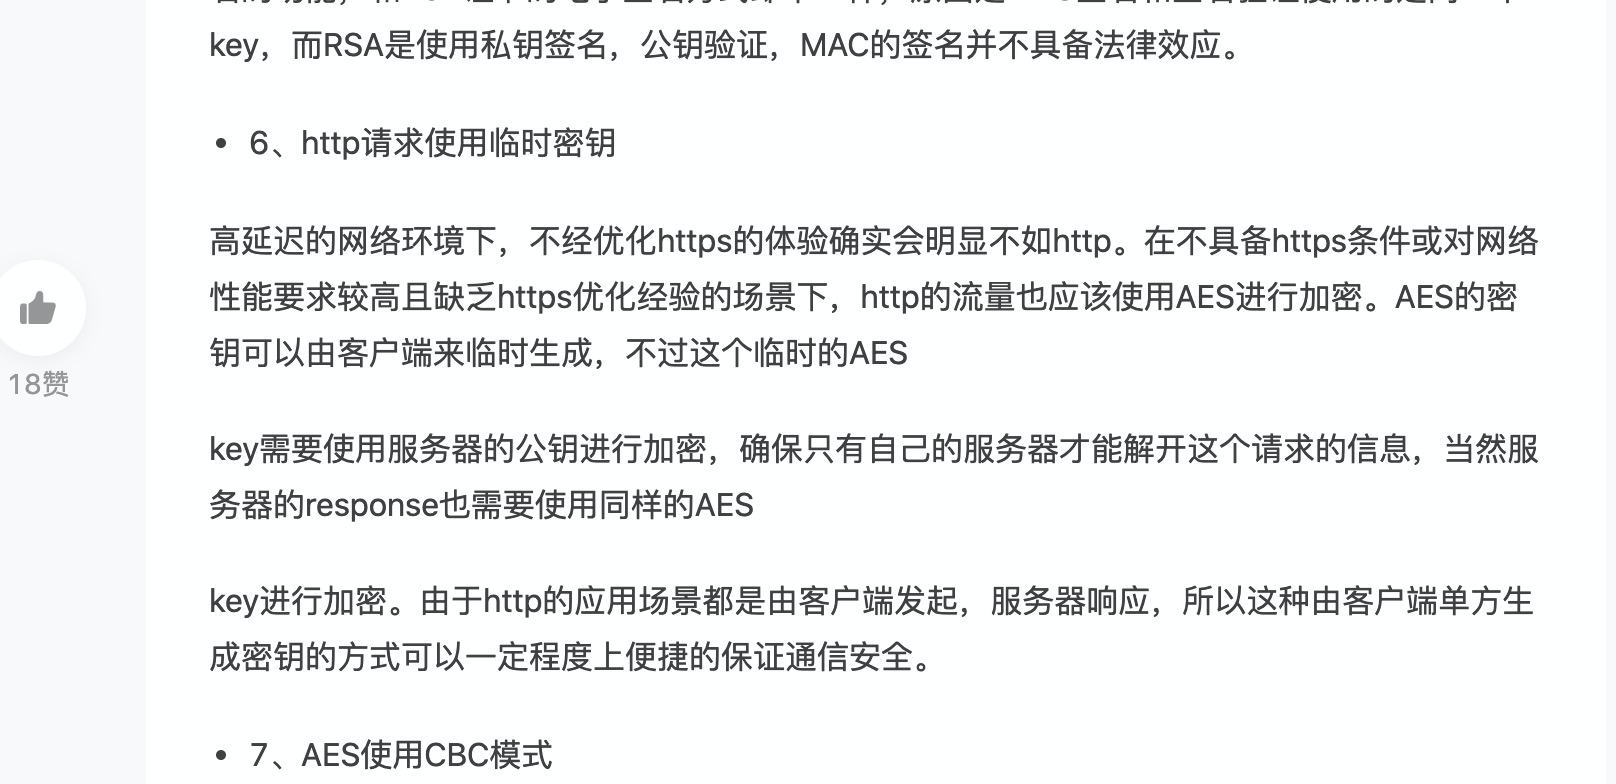 key，而RSA是使用私钥签名，公钥验证，MAC的签名并不具备法律效应。
• 6、http请求使用临时密钥
高延迟的网络环境下，不经优化https的体验确实会明显不如http。在不具备https条件或对网络
性能要求较高且缺乏https优化经验的场景下，http的流量也应该使用AES进行加密。AES的密
钥可以由客户端来临时生成，不过这个临时的AES
18赞
key需要使用服务器的公钥进行加密，确保只有自己的服务器才能解开这个请求的信息，当然服
务器的response也需要使用同样的AES
key进行加密。由于http的应用场景都是由客户端发起，服务器响应，所以这种由客户端单方生
成密钥的方式可以一定程度上便捷的保证通信安全。
• 7、AES使用CBC模式